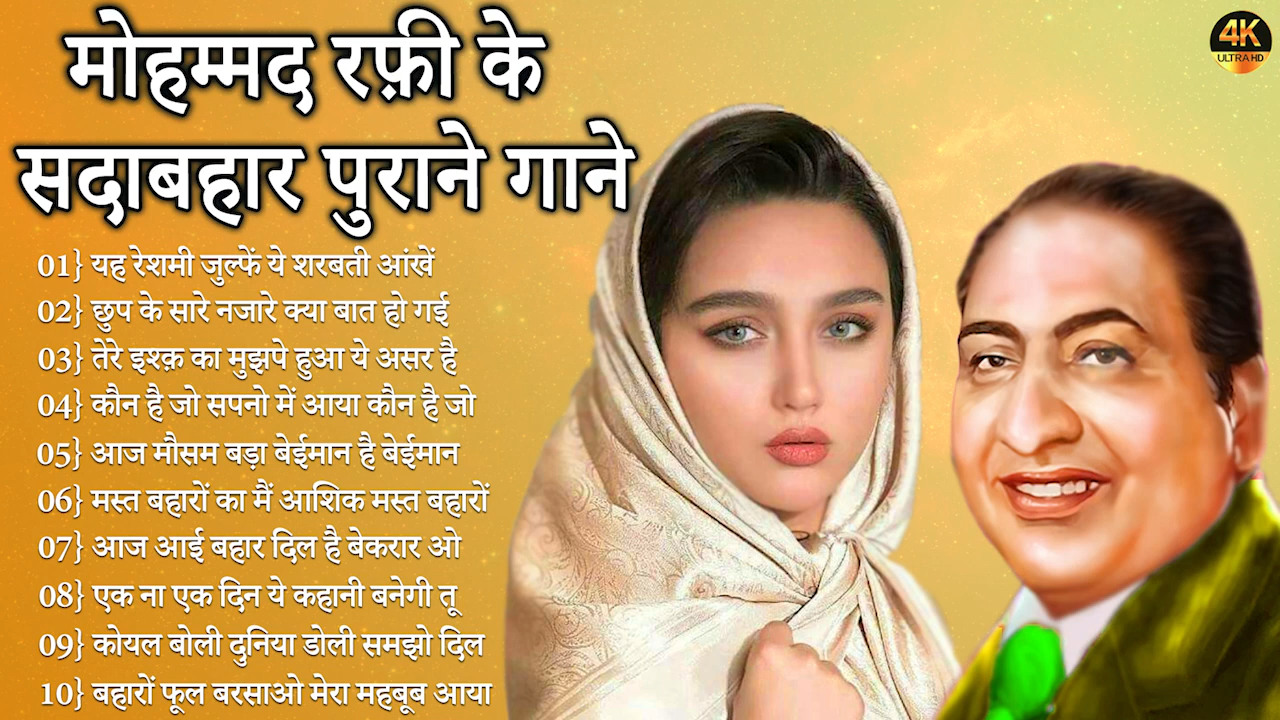 मोहम्मद रफ़ी के
सदाबहार पुराने गाने
4K
ULTRA HD
01} यह रेशमी जुल्फें ये शरबती आंखें
02} छुप के सारे नजारे क्या बात हो गई
03} तेरे इश्क़ का मुझपे हुआ ये असर है
04} कौन है जो सपनो में आया कौन है जो
05} आज मौसम बड़ा बेईमान है बेईमान
06} मस्त बहारों का मैं आशिक मस्त बहारों
07} आज आई बहार दिल है बेकरार ओ
08} एक ना एक दिन ये कहानी बनेगी तू
09} कोयल बोली दुनिया डोली समझो दिल
10} बहारों फूल बरसाओ मेरा महबूब आया